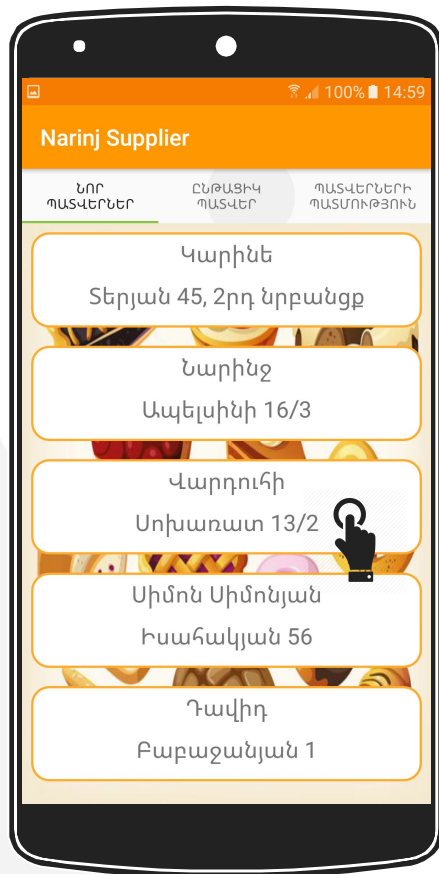 100% 14:59
Narinj Supplier
ՆՈՐ ՊԱՏՎԵՐՆԵՐ
ԸՆԹԱՑԻԿ ՊԱՏՎԵՐ
ՊԱՏՎԵՐՆԵՐԻ ՊԱՏՄՈՒԹՅՈՒՆ
Կարինե
Տերյան 45, 2րդ նրբանցք
Նարինջ
Ապելսինի 16/3
Վարդուհի
Սոխառատ 13/2
Սիմոն Սիմոնյան
Իսահակյան 56
Դավիդ
Բաբաջանյան 1